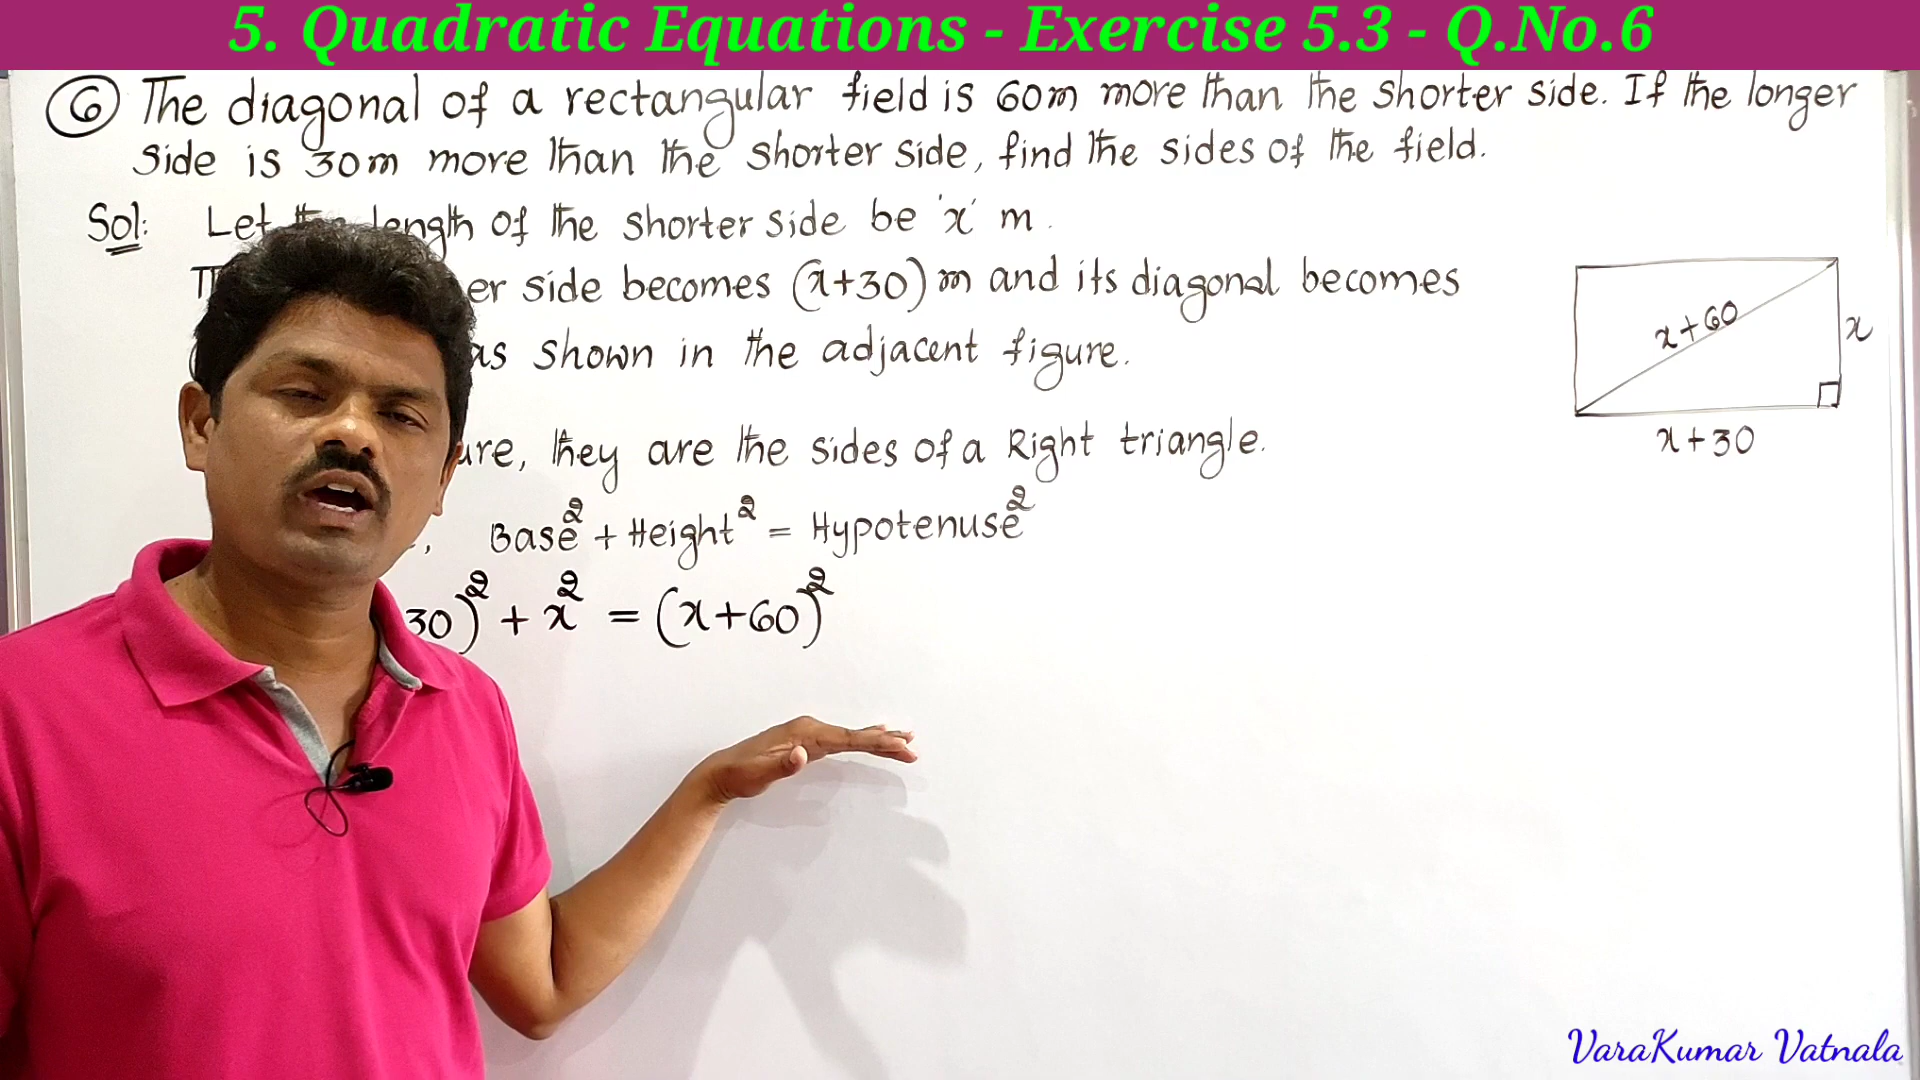 5. Quadratic Equations - Exercise 5.3 - Q.No.6
6 The diagonal of a rectangular field is 60m more than the shorter side. If the longer
side is 30m more than the shorter side, find the sides of the field.
Sol: Let length of the shorter side be 'x' m.
side becomes (x+30) m and its diagonal becomes
as shown in the adjacent figure.
they are the sides of a Right triangle.
Base² + Height² = Hypotenuse²
30)² + x² = (x+60)²
x+60
x
x+30
VaraKumar Vatnala